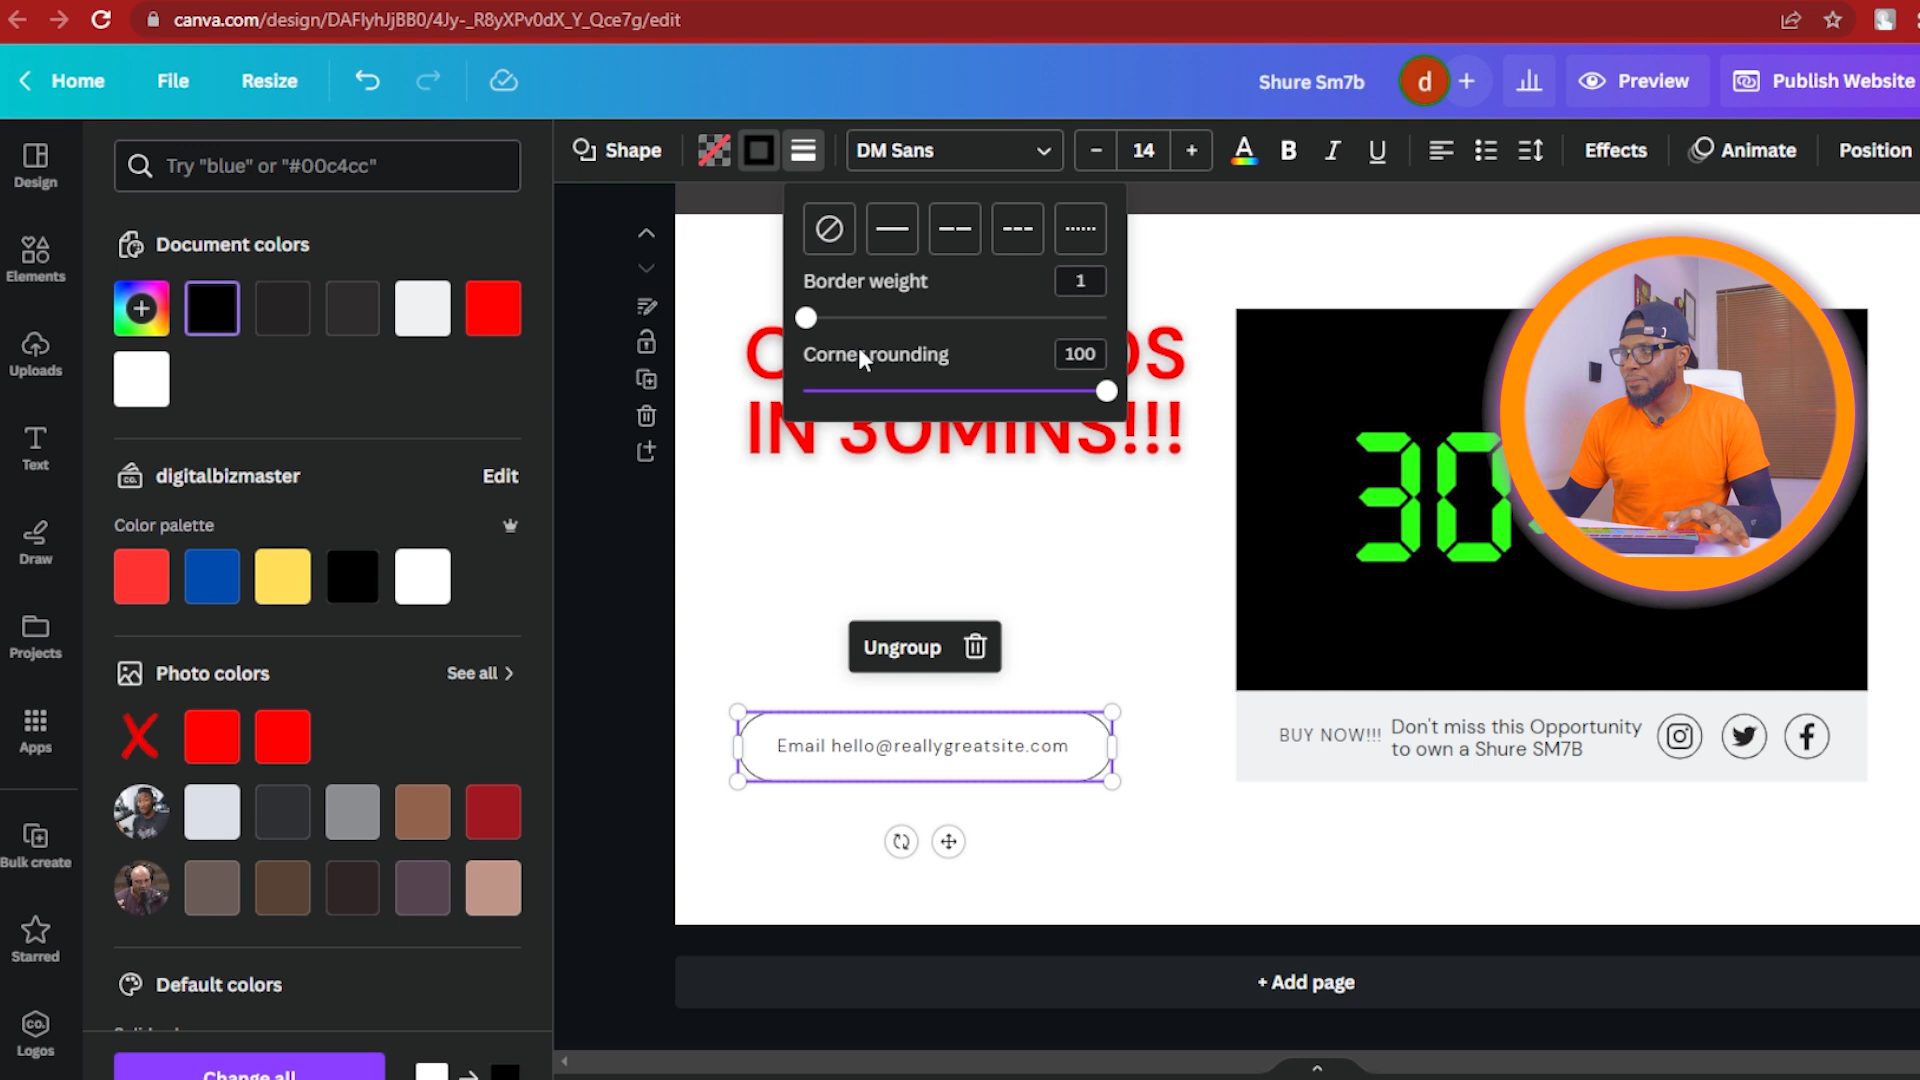 canva.com/design/DAFlyhJjBB0/4Jy-_R8yXPv0dX_Y_Qce7g/edit
Home File Resize Shure Sm7b d + Preview Publish Website
Design
Elements
Uploads
Text
Draw
Projects
Apps
Bulk create
Starred
CO.
Logos
Try "blue" or "#00c4cc"
Document colors
CO.
digitalbizmaster Edit
Color palette
Photo colors See all
Default colors
Change all
Shape DM Sans - 14 + A B I U Effects Animate Position
Border weight 1
Corner rounding 100
IN 30MINS!!!
Ungroup
Email hello@reallygreatsite.com
30
BUY NOW!!! Don't miss this Opportunity
to own a Shure SM7B
+ Add page